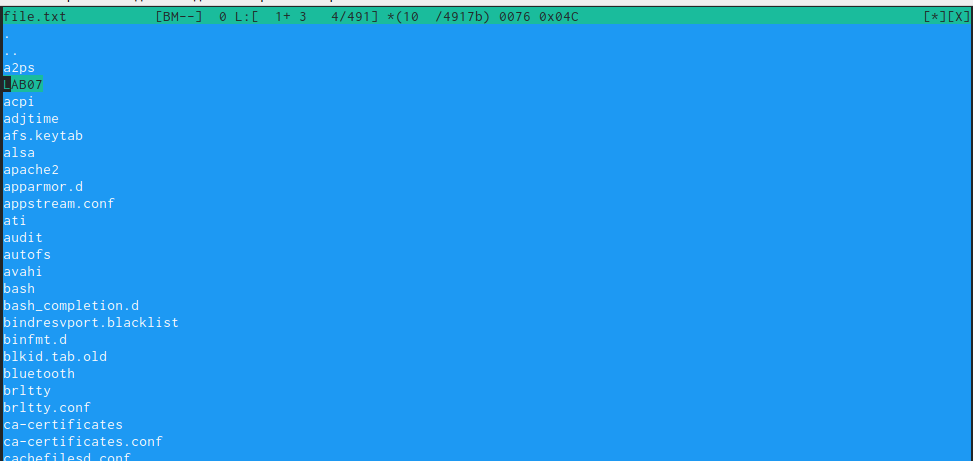 file.txt [BM--] 0 L:[ 1+ 3 4/491] *(10 /4917b) 0076 0x04C [*][X]
.
..
a2ps
LAB07
acpi
adjtime
afs.keytab
alsa
apache2
apparmor.d
appstream.conf
ati
audit
autofs
avahi
bash
bash_completion.d
bindresvport.blacklist
binfmt.d
blkid.tab.old
bluetooth
brltty
brltty.conf
ca-certificates
ca-certificates.conf
cachefilesd.conf